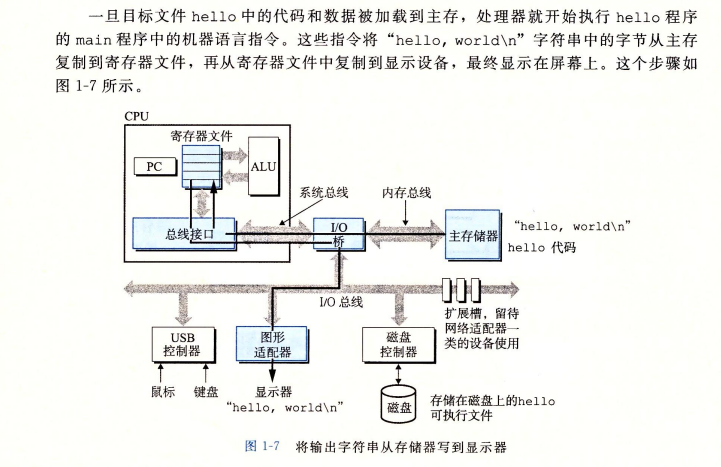 一旦目标文件 hello 中的代码和数据被加载到主存，处理器就开始执行 hello 程序
的 main 程序中的机器语言指令。这些指令将“hello, world\n”字符串中的字节从主存
复制到寄存器文件，再从寄存器文件中复制到显示设备，最终显示在屏幕上。这个步骤如
图 1-7 所示。
CPU
寄存器文件
PC
ALU
系统总线
内存总线
总线接口
I/O
桥
主存储器
“hello, world\n”
hello 代码
I/O 总线
扩展槽，留待
网络适配器一
类的设备使用
USB
控制器
图形
适配器
磁盘
控制器
鼠标
键盘
显示器
“hello, world\n”
磁盘
存储在磁盘上的hello
可执行文件
图 1-7 将输出字符串从存储器写到显示器